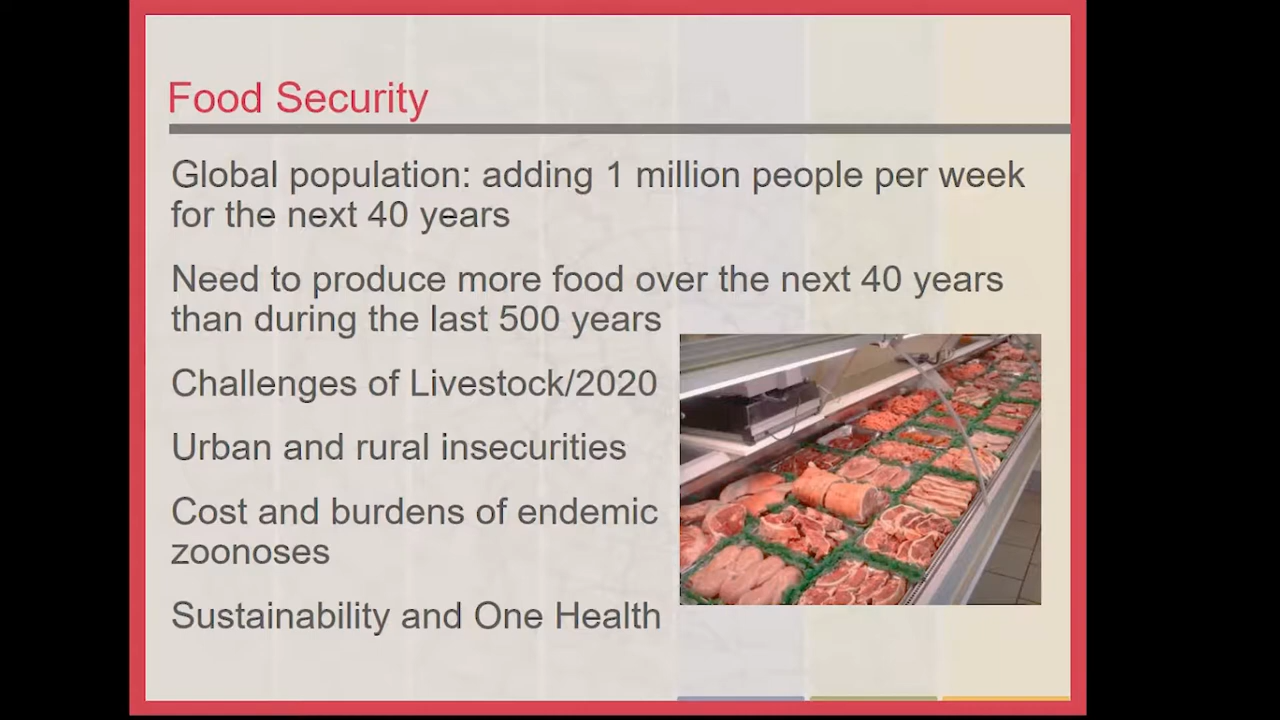 Food Security
Global population: adding 1 million people per week
for the next 40 years
Need to produce more food over the next 40 years
than during the last 500 years
Challenges of Livestock/2020
Urban and rural insecurities
Cost and burdens of endemic
zoonoses
Sustainability and One Health